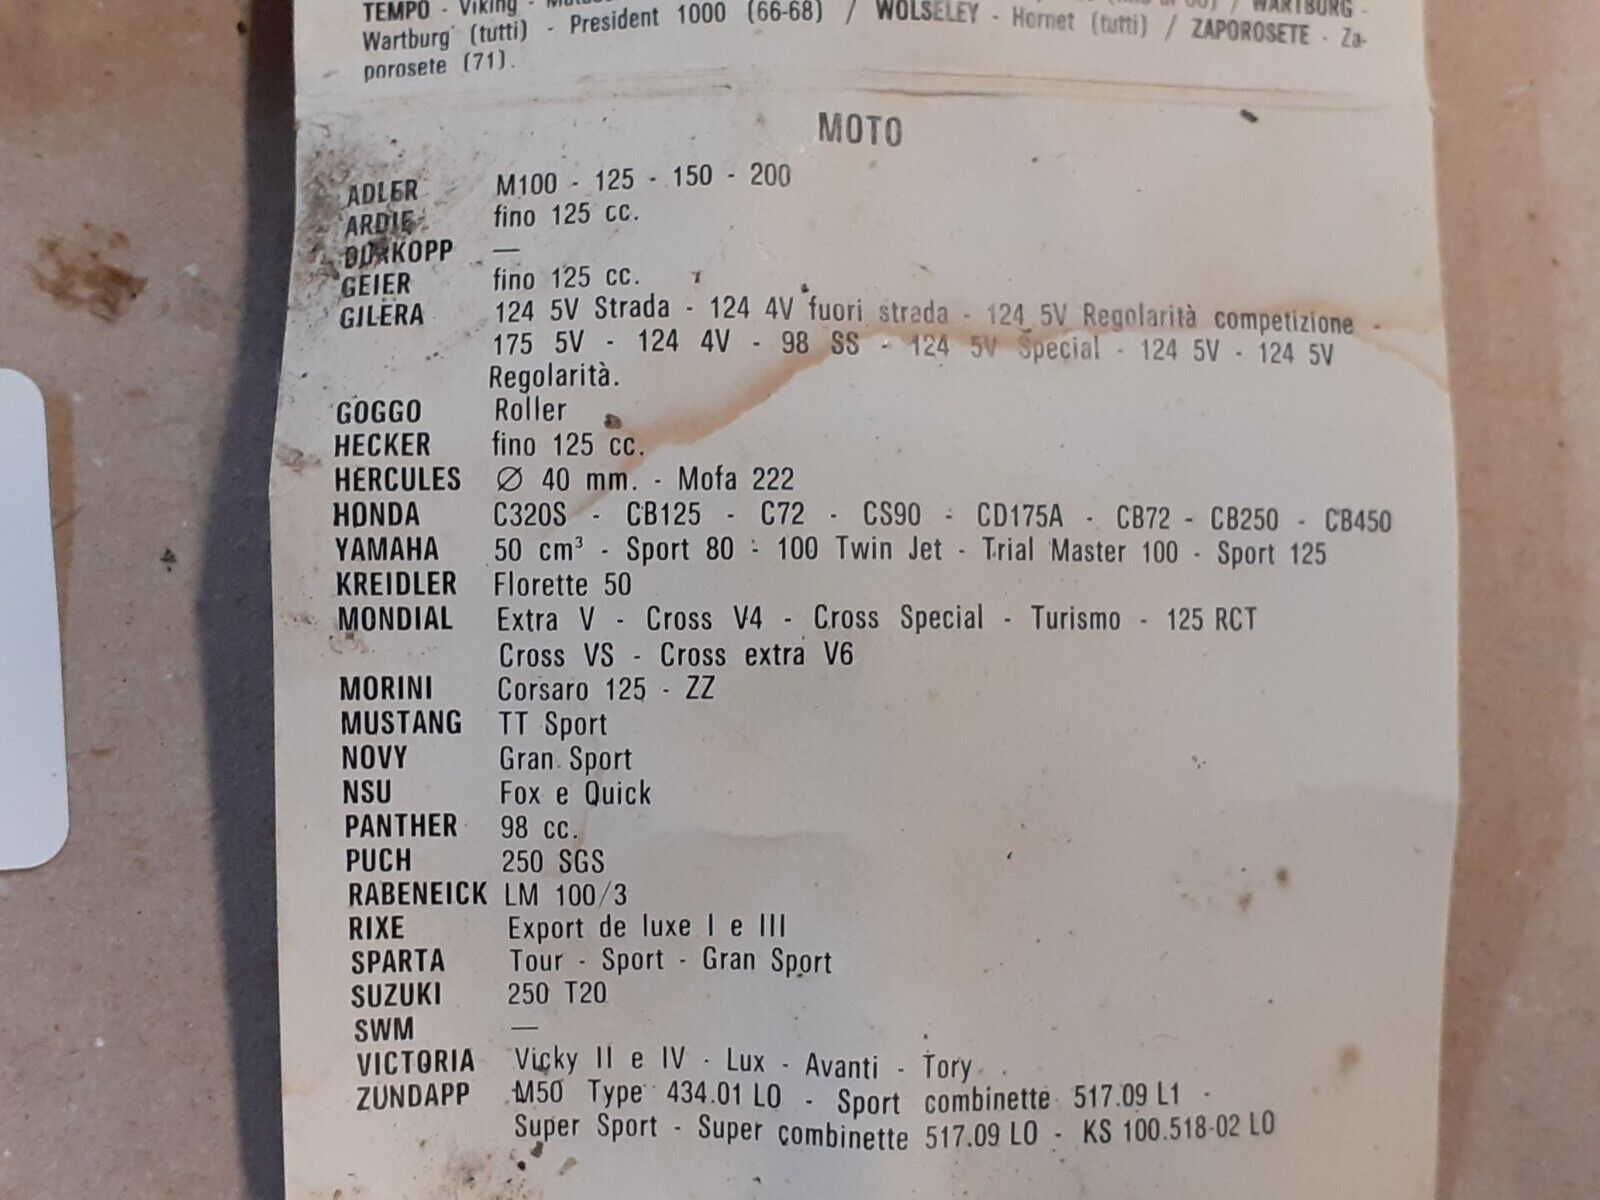 TEMPO - Viking -
WARTBURG -
Wartburg (tutti) - President 1000 (66-68) / WOLSELEY - Hornet (tutti) / ZAPOROSETE - Za-
porosete (71).
MOTO
ADLER M100 - 125 - 150 - 200
ARDIE fino 125 cc.
DURKOPP —
GEIER fino 125 cc.
GILERA 124 5V Strada - 124 4V fuori strada - 124 5V Regolarità competizione -
175 5V - 124 4V - 98 SS - 124 5V Special - 124 5V - 124 5V
Regolarità.
GOGGO Roller
HECKER fino 125 cc.
HERCULES ∅ 40 mm. - Mofa 222
HONDA C320S - CB125 - C72 - CS90 - CD175A - CB72 - CB250 - CB450
YAMAHA 50 cm³ - Sport 80 - 100 Twin Jet - Trial Master 100 - Sport 125
KREIDLER Florette 50
MONDIAL Extra V - Cross V4 - Cross Special - Turismo - 125 RCT
Cross VS - Cross extra V6
MORINI Corsaro 125 - ZZ
MUSTANG TT Sport
NOVY Gran Sport
NSU Fox e Quick
PANTHER 98 cc.
PUCH 250 SGS
RABENEICK LM 100/3
RIXE Export de luxe I e III
SPARTA Tour - Sport - Gran Sport
SUZUKI 250 T20
SWM —
VICTORIA Vicky II e IV - Lux - Avanti - Tory
ZUNDAPP M50 Type 434.01 LO - Sport combinette 517.09 L1 -
Super Sport - Super combinette 517.09 LO - KS 100.518-02 LO